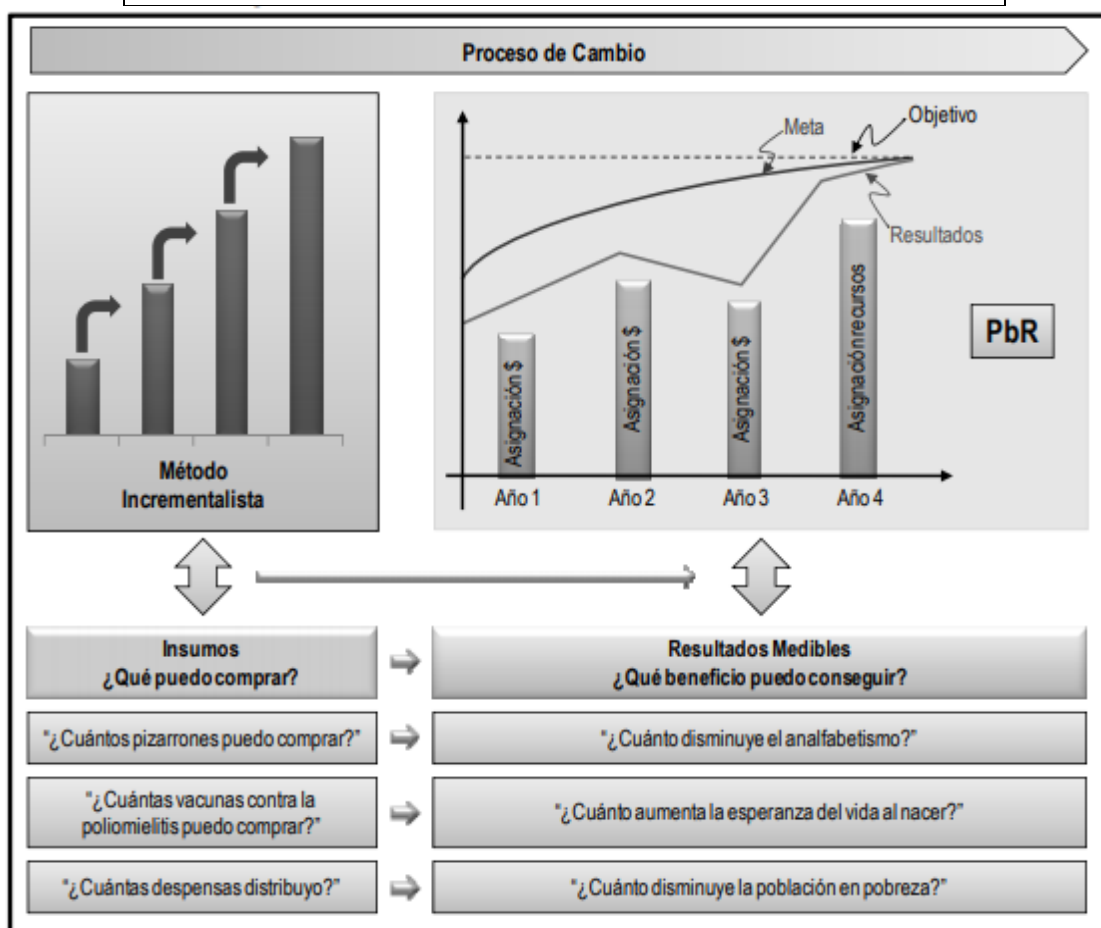 Proceso de Cambio
Objetivo
Meta
Resultados
PbR
Asignación $
Asignación $
Asignación $
Asignación recursos
Año 1
Año 2
Año 3
Año 4
Método
Incrementalista
Insumos
¿Qué puedo comprar?
Resultados Medibles
¿Qué beneficio puedo conseguir?
"¿Cuántos pizarrones puedo comprar?"
"¿Cuánto disminuye el analfabetismo?"
"¿Cuántas vacunas contra la
poliomielitis puedo comprar?"
"¿Cuánto aumenta la esperanza del vida al nacer?"
"¿Cuántas despensas distribuyo?"
"¿Cuánto disminuye la población en pobreza?"